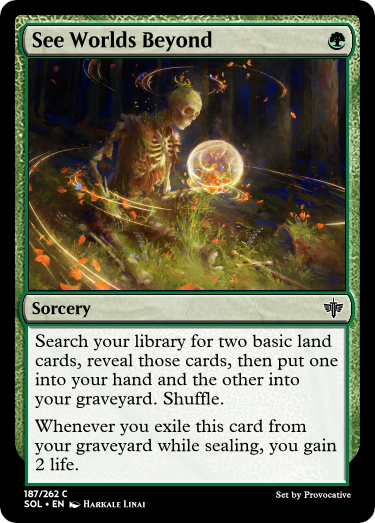 See Worlds Beyond
Sorcery
Search your library for two basic land
cards, reveal those cards, then put one
into your hand and the other into
your graveyard. Shuffle.
Whenever you exile this card from
your graveyard while sealing, you gain
2 life.
187/262 C
SOL • EN Harkale Linai
Set by Provocative